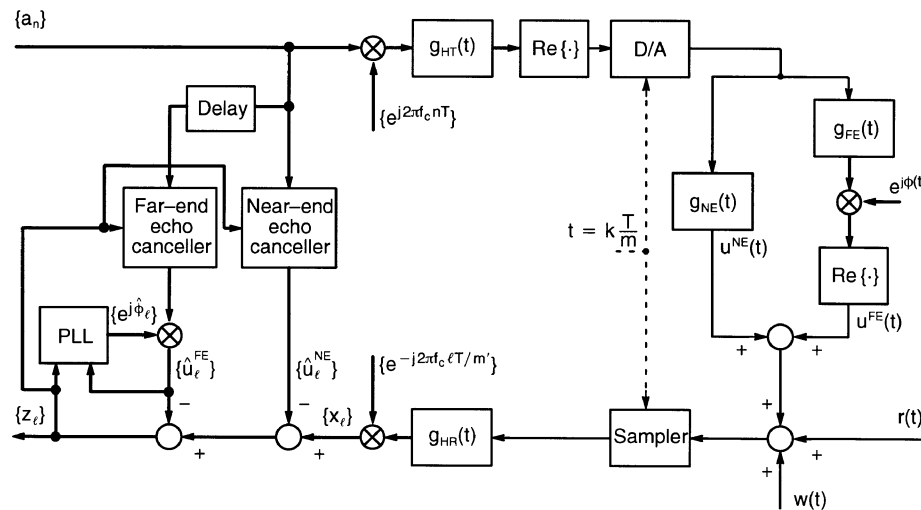 {aₙ}
g_HT(t)
Re{·}
D/A
Delay
{e^{j2πf_c nT}}
g_FE(t)
e^{jφ(t}
Far–end echo canceller
Near–end echo canceller
g_NE(t)
t = k T/m
u^NE(t)
Re{·}
{e^{jφ̂_ℓ}}
PLL
u^FE(t)
+ +
{û_ℓ^FE}
{û_ℓ^NE}
{e^{−j2πf_c ℓT/m′}}
− −
+
{z_ℓ}
{x_ℓ}
g_HR(t)
Sampler
r(t)
+ +
+ +
w(t)